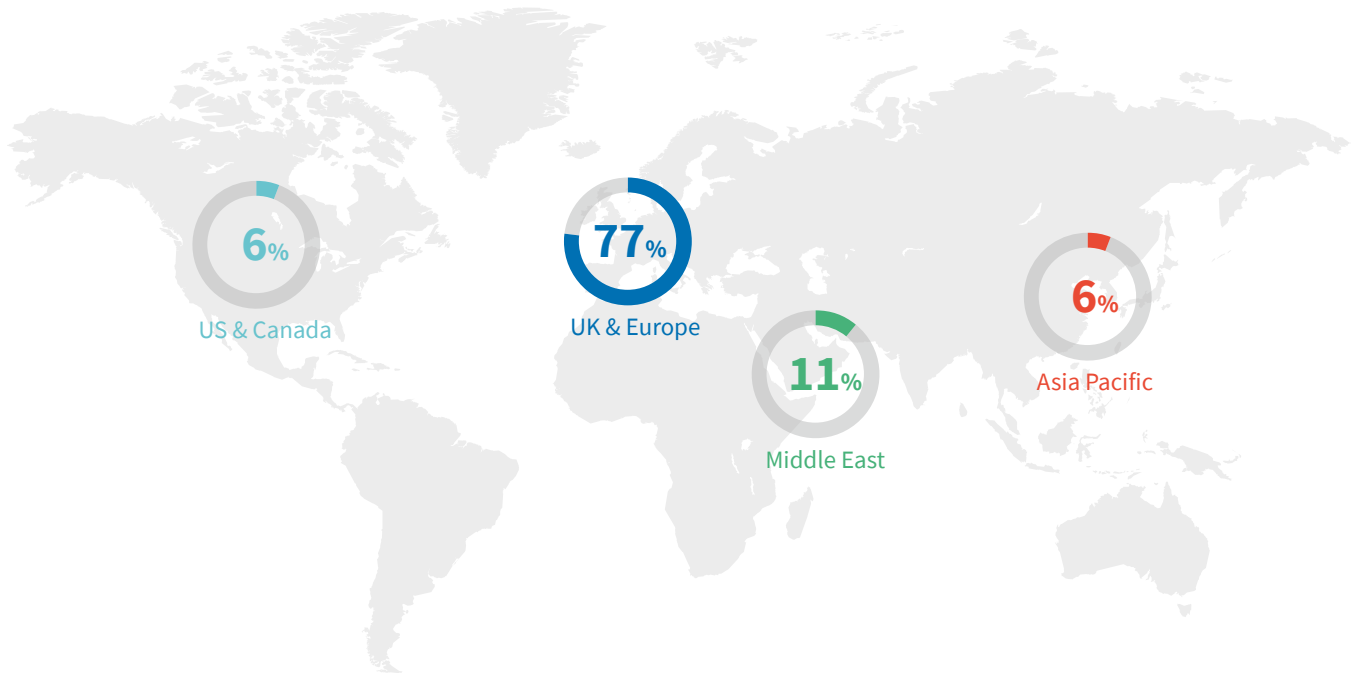 6%
US & Canada
77%
UK & Europe
11%
Middle East
6%
Asia Pacific